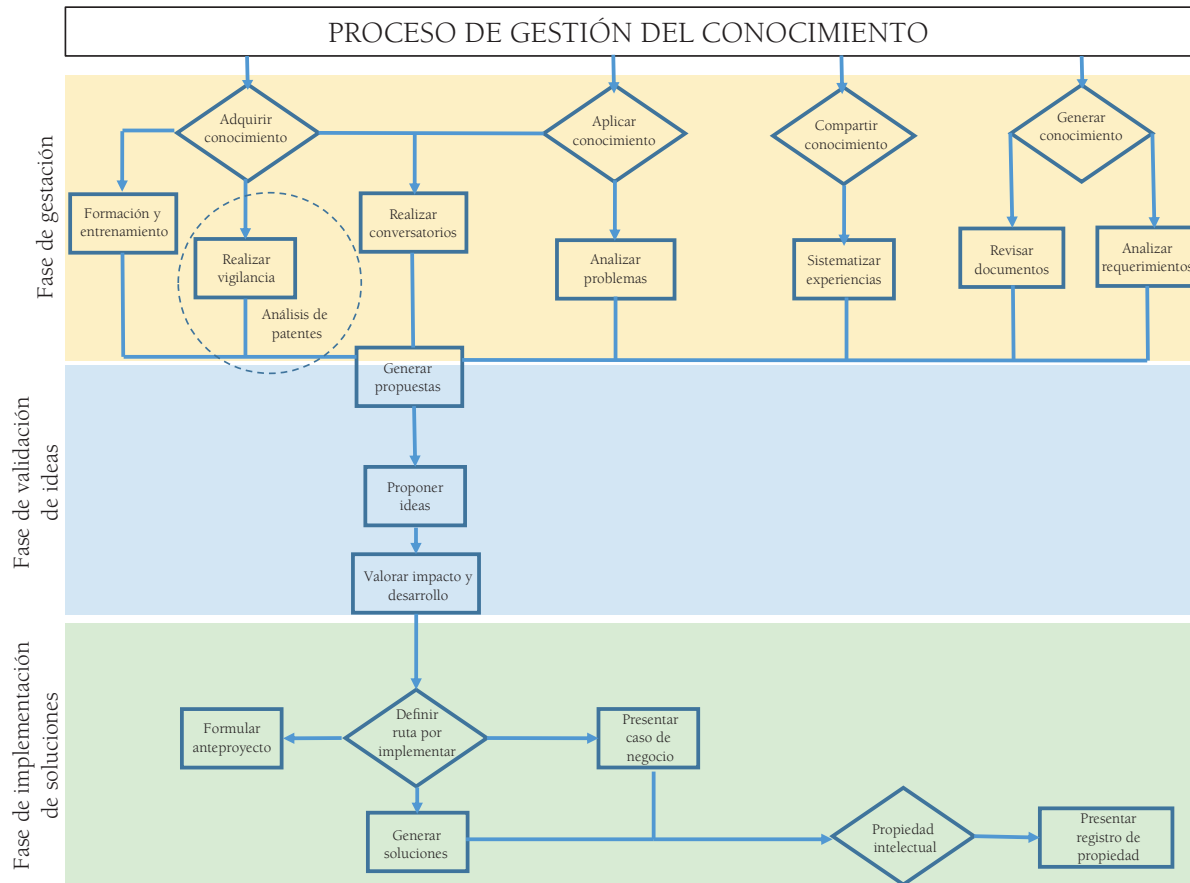 PROCESO DE GESTIÓN DEL CONOCIMIENTO
Fase de gestación
Adquirir
conocimiento
Aplicar
conocimiento
Compartir
conocimiento
Generar
conocimiento
Formación y
entrenamiento
Realizar
vigilancia
Análisis de
patentes
Realizar
conversatorios
Analizar
problemas
Sistematizar
experiencias
Revisar
documentos
Analizar
requerimientos
Generar
propuestas
Fase de validación
de ideas
Proponer
ideas
Valorar impacto y
desarrollo
Fase de implementación
de soluciones
Formular
anteproyecto
Definir
ruta por
implementar
Presentar
caso de
negocio
Generar
soluciones
Propiedad
intelectual
Presentar
registro de
propiedad